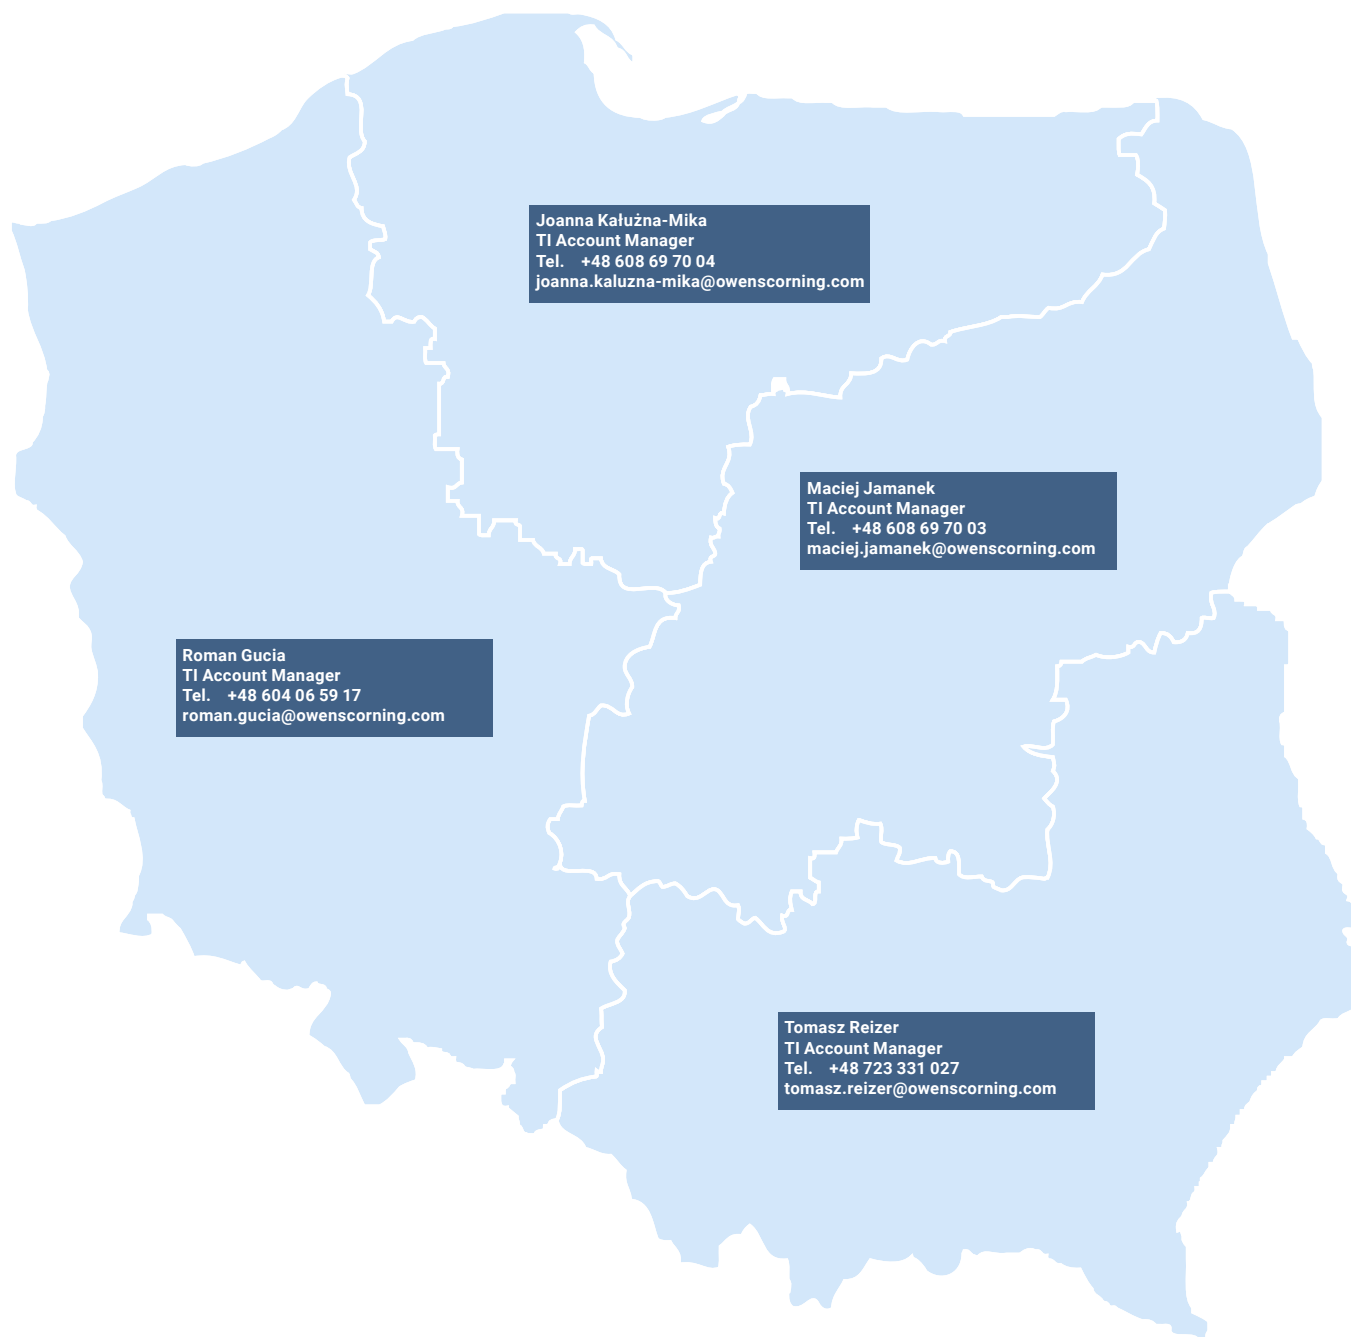 Joanna Kałużna-Mika
TI Account Manager
Tel. +48 608 69 70 04
joanna.kaluzna-mika@owenscorning.com
Maciej Jamanek
TI Account Manager
Tel. +48 608 69 70 03
maciej.jamanek@owenscorning.com
Roman Gucia
TI Account Manager
Tel. +48 604 06 59 17
roman.gucia@owenscorning.com
Tomasz Reizer
TI Account Manager
Tel. +48 723 331 027
tomasz.reizer@owenscorning.com